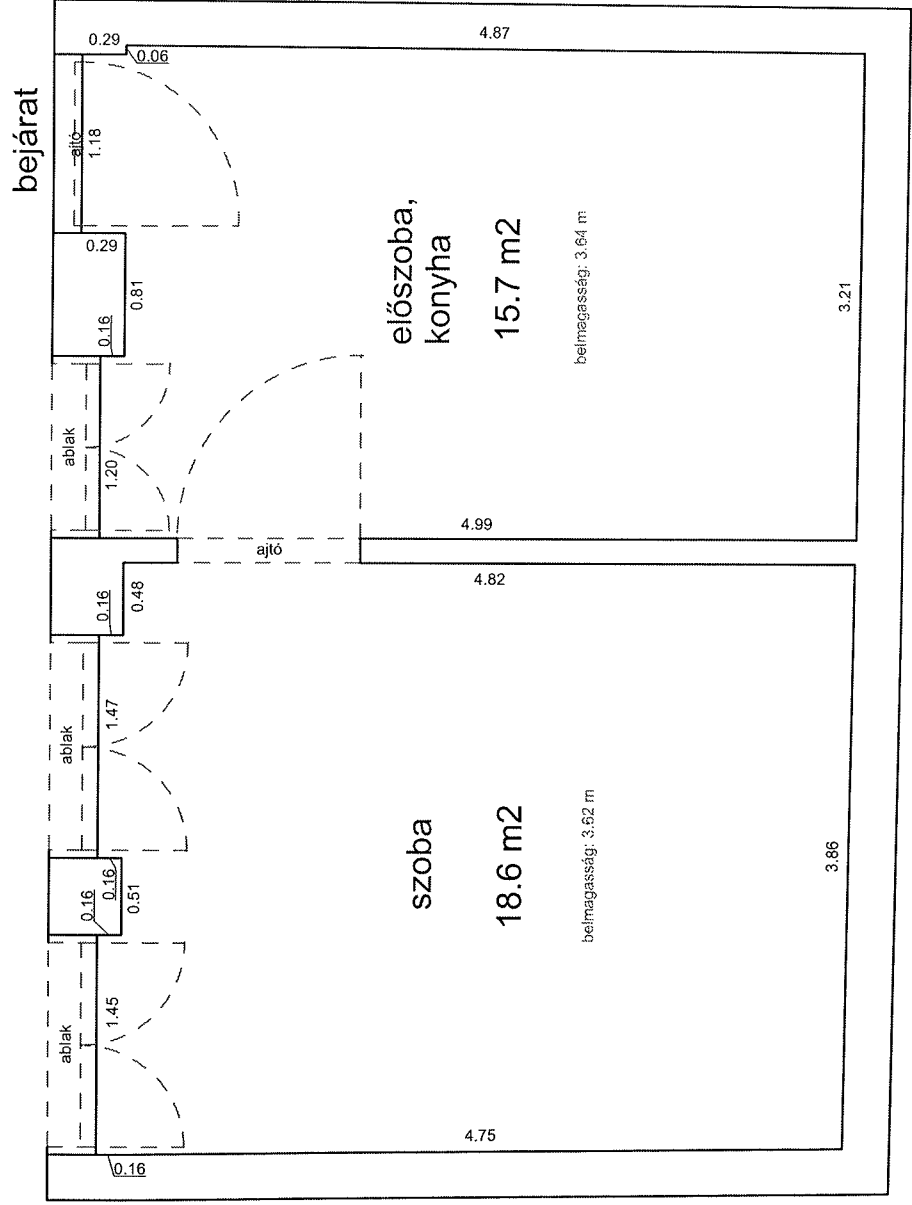 bejárat
0.29
0.06
4.87
ajtó
1.18
0.29
0.81
0.16
előszoba,
konyha
15.7 m2
belmagasság: 3.64 m
3.21
ablak
1.20
4.99
ajtó
4.82
0.16
0.48
ablak
1.47
0.16
0.16
0.51
szoba
18.6 m2
belmagasság: 3.62 m
3.86
ablak
1.45
4.75
0.16